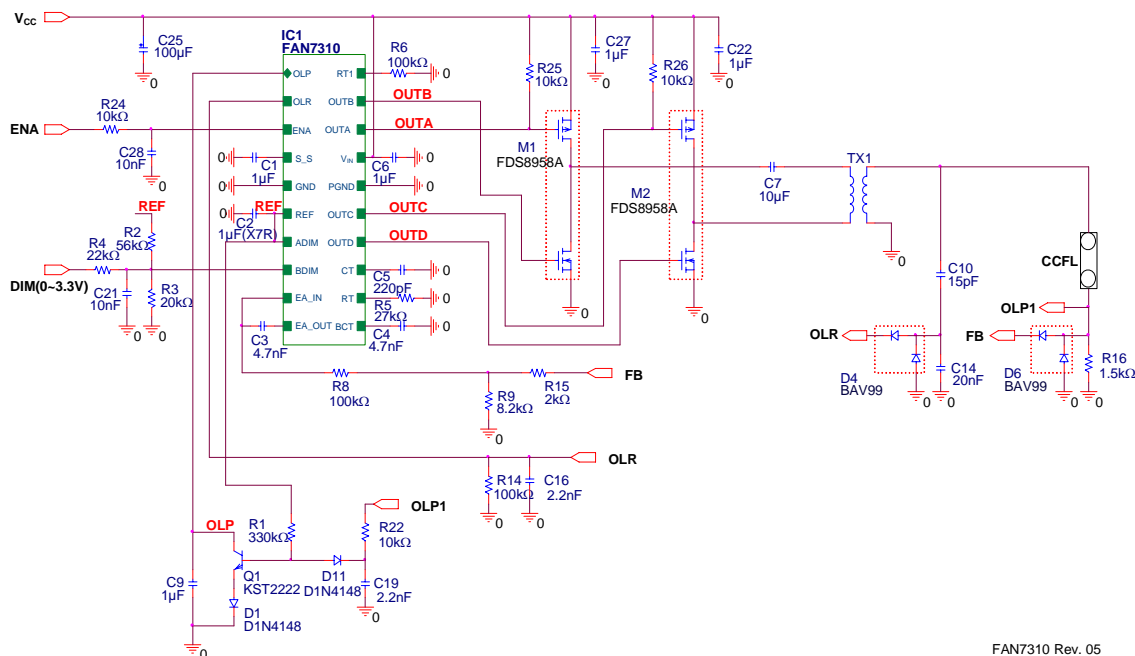 VCC
C25
100µF
IC1
FAN7310
R6
100kΩ
R25
10kΩ
C27
1µF
R26
10kΩ
C22
1µF
0
0
0
0
OLP
RT1
OLR
OUTB
OUTB
ENA
OUTA
OUTA
S_S
VIN
GND
PGND
REF
OUTC
OUTC
ADIM
OUTD
OUTD
BDIM
CT
EA_IN
RT
EA_OUT
BCT
R24
10kΩ
ENA
C28
10nF
0
0
C1
1µF
0
REF
C2
1µF(X7R)
0
C6
1µF
0
0
C5
220pF
0
R5
27kΩ
0
C4
4.7nF
0
REF
R2
56kΩ
R4
22kΩ
DIM(0~3.3V)
C21
10nF
R3
20kΩ
0
0
C3
4.7nF
M1
FDS8958A
M2
FDS8958A
0
0
C7
10µF
TX1
0
C10
15pF
CCFL
OLP1
OLR
FB
D4
BAV99
C14
20nF
D6
BAV99
R16
1.5kΩ
0
0
0
0
R8
100kΩ
R9
8.2kΩ
R15
2kΩ
FB
0
OLR
R14
100kΩ
C16
2.2nF
0
0
OLP1
OLP
R1
330kΩ
R22
10kΩ
C9
1µF
Q1
KST2222
D11
D1N4148
C19
2.2nF
0
D1
D1N4148
0
FAN7310 Rev. 05